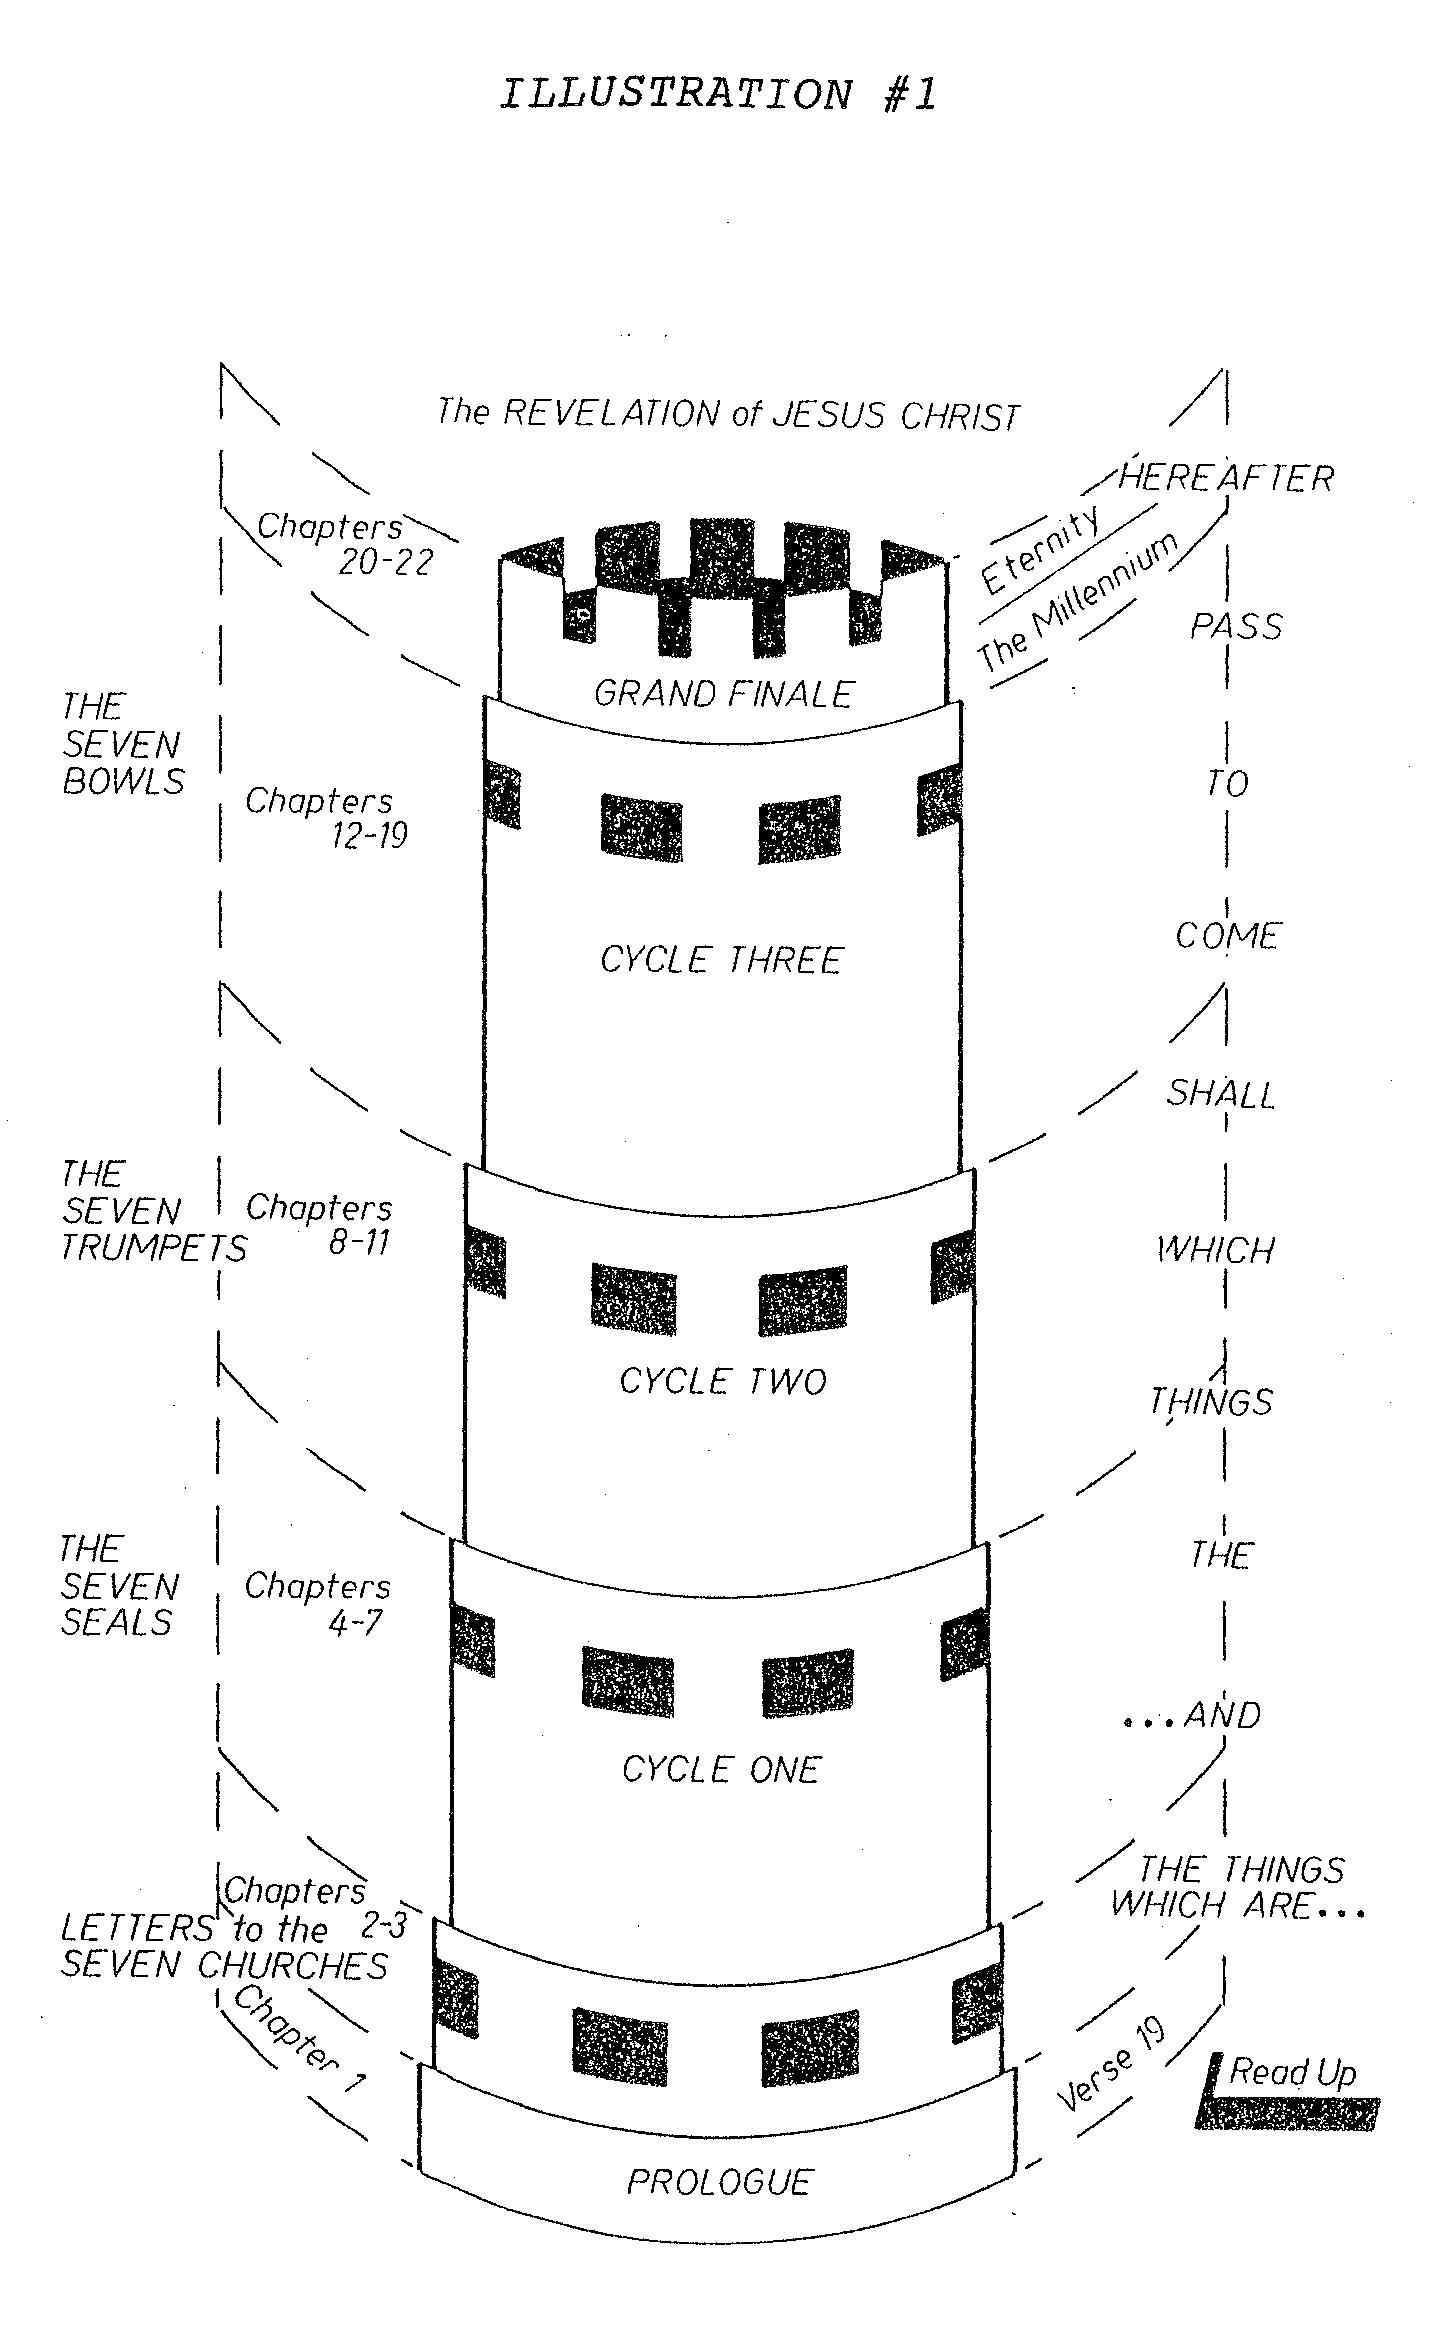 ILLUSTRATION #1
The REVELATION of JESUS CHRIST
HEREAFTER
Chapters
20-22
Eternity
The Millennium
PASS
GRAND FINALE
THE
SEVEN
BOWLS
Chapters
12-19
TO
COME
CYCLE THREE
SHALL
THE
SEVEN
TRUMPETS
Chapters
8-11
WHICH
CYCLE TWO
THINGS
THE
THE
SEVEN
SEALS
Chapters
4-7
...AND
CYCLE ONE
THE THINGS
WHICH ARE...
Chapters
2-3
LETTERS to the
SEVEN CHURCHES
Chapter 1
Verse 19
Read Up
PROLOGUE